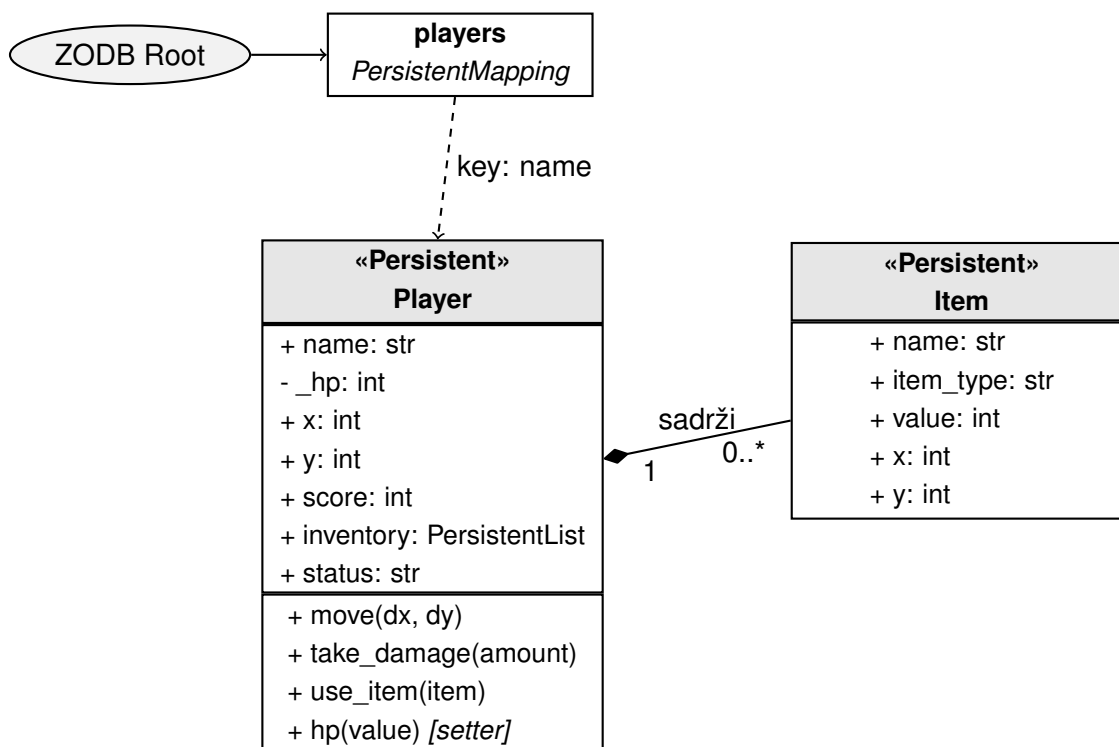 ZODB Root
players
PersistentMapping
key: name
«Persistent»
Player
+ name: str
- _hp: int
+ x: int
+ y: int
+ score: int
+ inventory: PersistentList
+ status: str
+ move(dx, dy)
+ take_damage(amount)
+ use_item(item)
+ hp(value) [setter]
sadrži
1
0..*
«Persistent»
Item
+ name: str
+ item_type: str
+ value: int
+ x: int
+ y: int